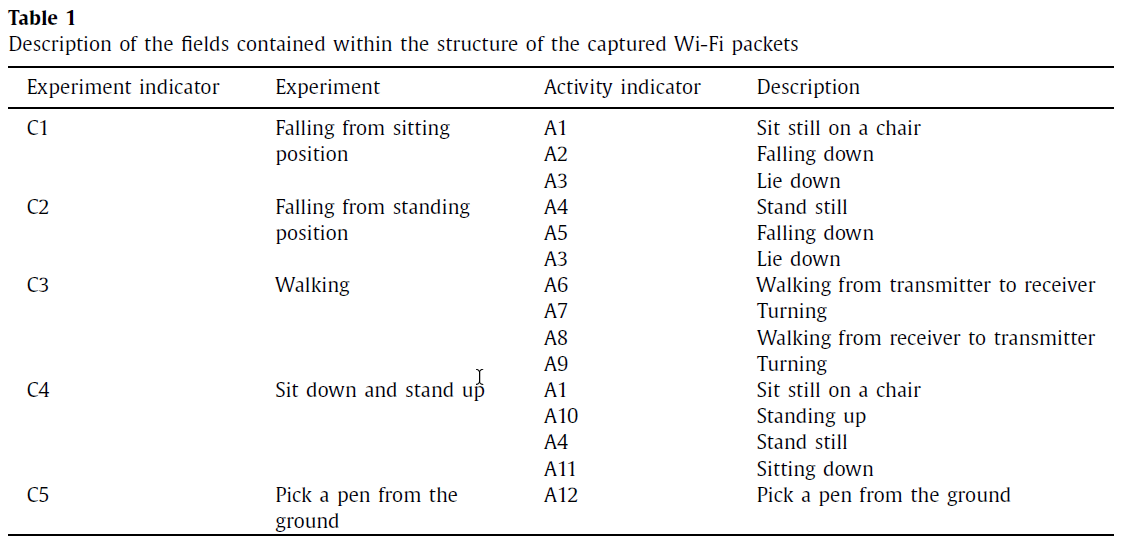 Table 1
Description of the fields contained within the structure of the captured Wi-Fi packets
Experiment indicator Experiment Activity indicator Description
C1 Falling from sitting A1 Sit still on a chair
position A2 Falling down
A3 Lie down
C2 Falling from standing A4 Stand still
position A5 Falling down
A3 Lie down
C3 Walking A6 Walking from transmitter to receiver
A7 Turning
A8 Walking from receiver to transmitter
A9 Turning
C4 Sit down and stand up A1 Sit still on a chair
A10 Standing up
A4 Stand still
A11 Sitting down
C5 Pick a pen from the A12 Pick a pen from the ground
ground